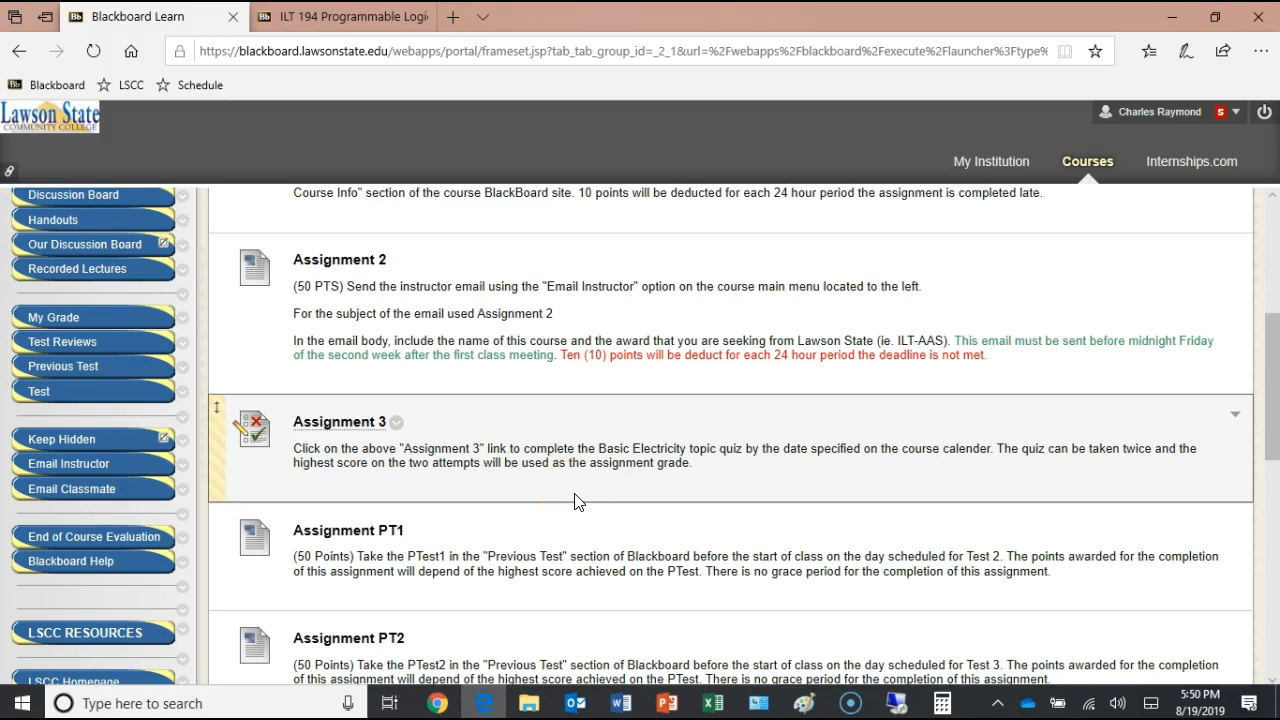 Blackboard Learn
ILT 194 Programmable Logi
https://blackboard.lawsonstate.edu/webapps/portal/frameset.jsp?tab_tab_group_id=_2_1&url=%2Fwebapps%2Fblackboard%2Fexecute%2Flauncher%3Ftype%
Blackboard LSCC Schedule
Lawson State
COMMUNITY COLLEGE
Charles Raymond 5
My Institution Courses Internships.com
Discussion Board
Handouts
Our Discussion Board
Recorded Lectures
My Grade
Test Reviews
Previous Test
Test
Keep Hidden
Email Instructor
Email Classmate
End of Course Evaluation
Blackboard Help
LSCC RESOURCES
LSCC Homepage
Course Info" section of the course BlackBoard site. 10 points will be deducted for each 24 hour period the assignment is completed late.
Assignment 2
(50 PTS) Send the instructor email using the "Email Instructor" option on the course main menu located to the left.
For the subject of the email used Assignment 2
In the email body, include the name of this course and the award that you are seeking from Lawson State (ie. ILT-AAS). This email must be sent before midnight Friday
of the second week after the first class meeting. Ten (10) points will be deduct for each 24 hour period the deadline is not met.
Assignment 3
Click on the above "Assignment 3" link to complete the Basic Electricity topic quiz by the date specified on the course calender. The quiz can be taken twice and the
highest score on the two attempts will be used as the assignment grade.
Assignment PT1
(50 Points) Take the PTest1 in the "Previous Test" section of Blackboard before the start of class on the day scheduled for Test 2. The points awarded for the completion
of this assignment will depend of the highest score achieved on the PTest. There is no grace period for the completion of this assignment.
Assignment PT2
(50 Points) Take the PTest2 in the "Previous Test" section of Blackboard before the start of class on the day scheduled for Test 3. The points awarded for the completion
of this assignment will depend of the highest score achieved on the PTest. There is no grace period for the completion of this assignment.
Type here to search
5:50 PM
8/19/2019